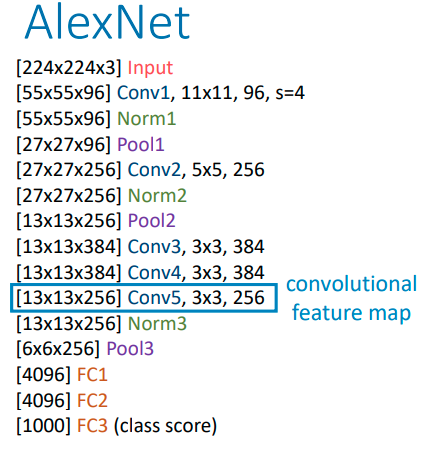 AlexNet
[224x224x3] Input
[55x55x96] Conv1, 11x11, 96, s=4
[55x55x96] Norm1
[27x27x96] Pool1
[27x27x256] Conv2, 5x5, 256
[27x27x256] Norm2
[13x13x256] Pool2
[13x13x384] Conv3, 3x3, 384
[13x13x384] Conv4, 3x3, 384
[13x13x256] Conv5, 3x3, 256
convolutional
feature map
[13x13x256] Norm3
[6x6x256] Pool3
[4096] FC1
[4096] FC2
[1000] FC3 (class score)